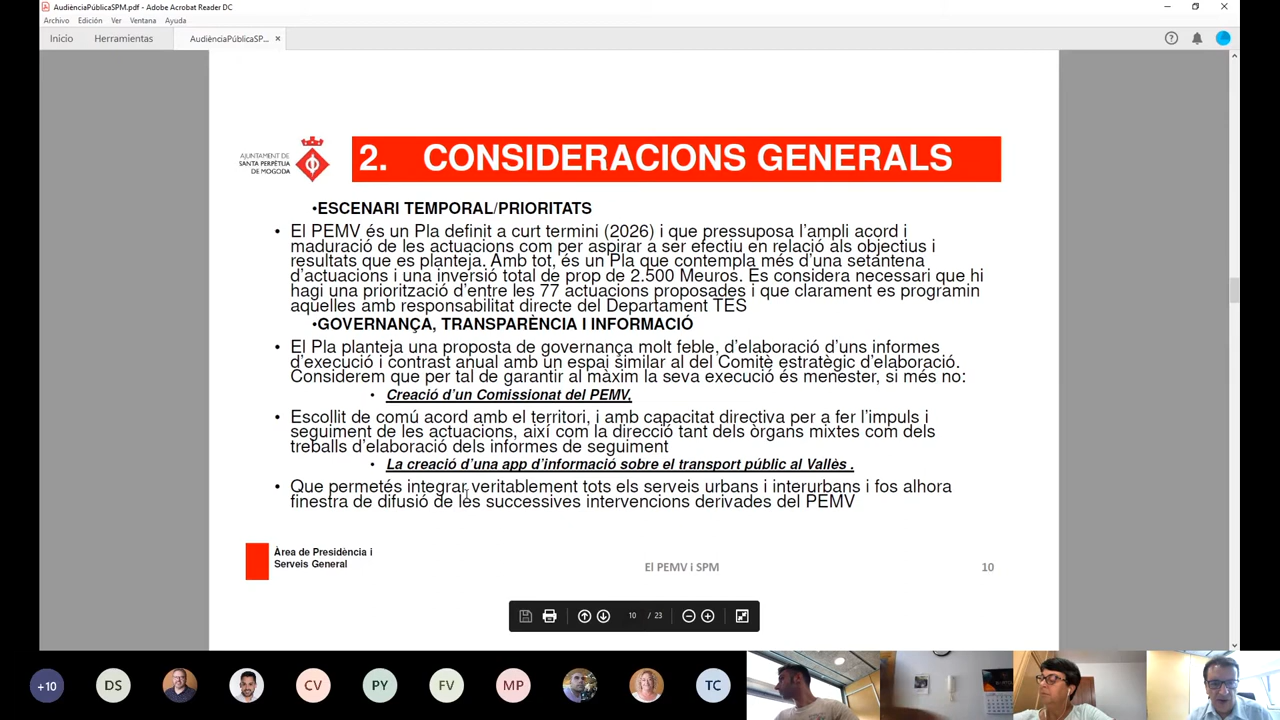 AudiènciaPúblicaSPM.pdf - Adobe Acrobat Reader DC
Archivo Edición Ver Ventana Ayuda
Inicio Herramientas AudiènciaPúblicaSP... ×
AJUNTAMENT DE
SANTA PERPÈTUA
DE MOGODA
2. CONSIDERACIONS GENERALS
•ESCENARI TEMPORAL/PRIORITATS
• El PEMV és un Pla definit a curt termini (2026) i que pressuposa l'ampli acord i
maduració de les actuacions com per aspirar a ser efectiu en relació als objectius i
resultats que es planteja. Amb tot, és un Pla que contempla més d'una setantena
d'actuacions i una inversió total de prop de 2.500 Meuros. Es considera necessari que hi
hagi una priorització d'entre les 77 actuacions proposades i que clarament es programin
aquelles amb responsabilitat directe del Departament TES
•GOVERNANÇA, TRANSPARÈNCIA I INFORMACIÓ
• El Pla planteja una proposta de governança molt feble, d'elaboració d'uns informes
d'execució i contrast anual amb un espai similar al del Comitè estratègic d'elaboració.
Considerem que per tal de garantir al màxim la seva execució és menester, si més no:
• Creació d'un Comissionat del PEMV,
• Escollit de comú acord amb el territori, i amb capacitat directiva per a fer l'impuls i
seguiment de les actuacions, així com la direcció tant dels òrgans mixtes com dels
treballs d'elaboració dels informes de seguiment
• La creació d'una app d'informació sobre el transport públic al Vallès .
• Que permetés integrar veritablement tots els serveis urbans i interurbans i fos alhora
finestra de difusió de les successives intervencions derivades del PEMV
Àrea de Presidència i
Serveis General
El PEMV i SPM
10
10 / 23
+10 DS CV PY FV MP TC